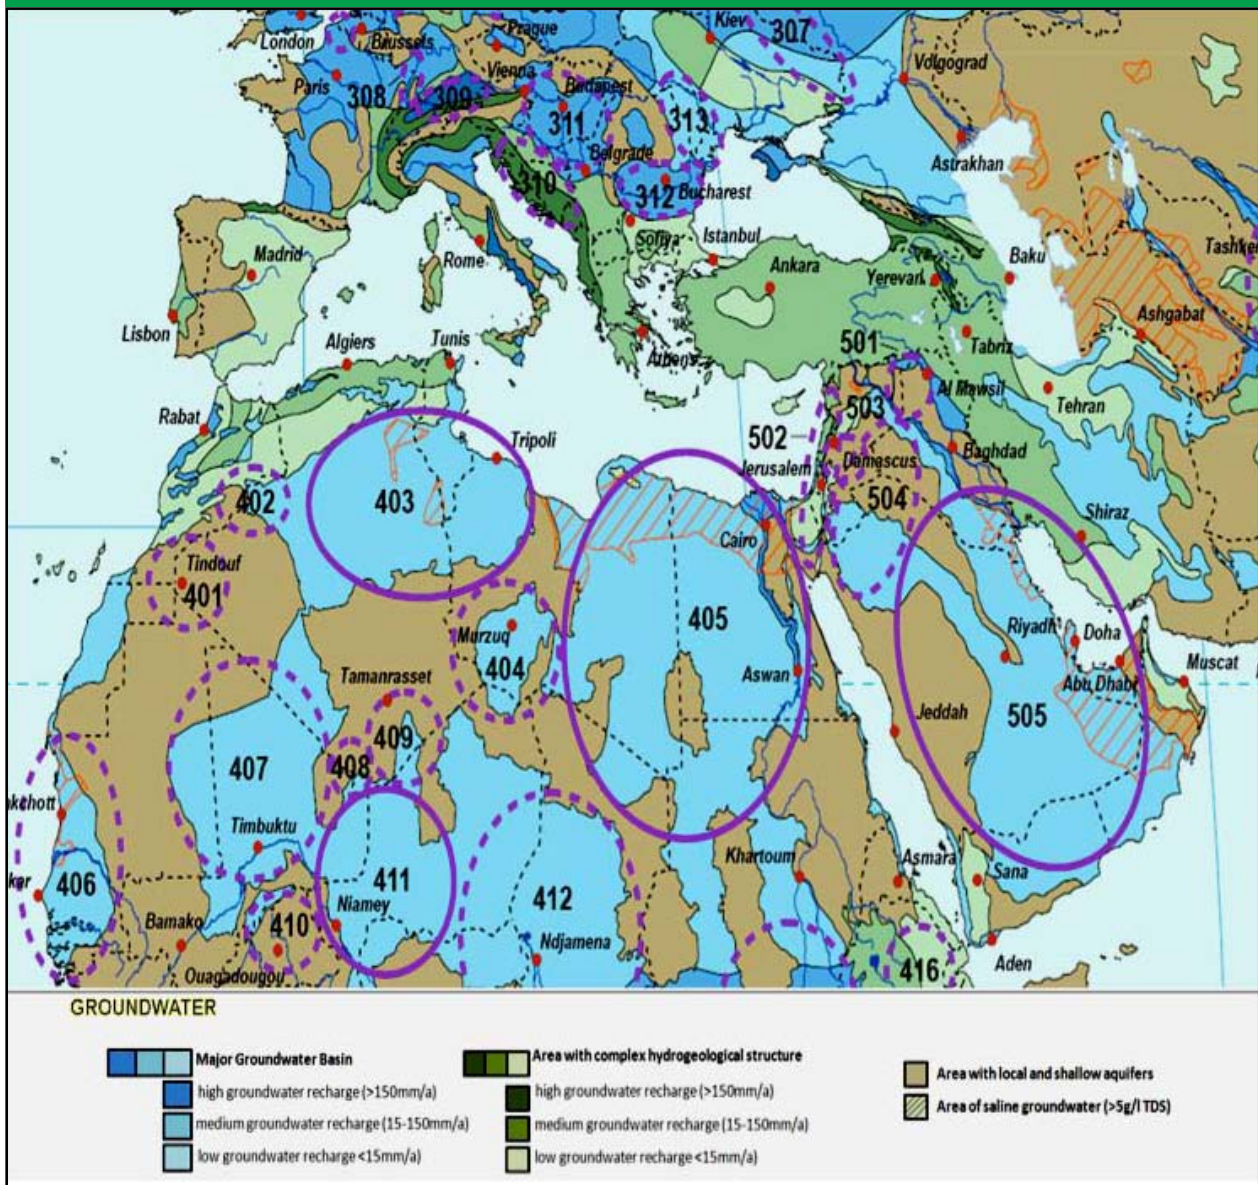 307
Kiev
London
Brussels
Prague
Volgograd
Paris
308
309
Vienna
Budapest
311
313
Belgrade
Astrakhan
310
312
Bucharest
Madrid
Rome
Sofiya
Istanbul
Ankara
Yerevan
Baku
Tashke
Lisbon
Algiers
Tunis
Athens
501
Tabriz
Ashgabat
Al Mawsil
Tehran
Rabat
503
502
Tripoli
Jerusalem
Damascus
Baghdad
402
403
504
Shiraz
Cairo
Tindouf
401
Murzuq
404
405
Riyadh
Doha
Muscat
Tamanrasset
Aswan
Abu Dhabi
Jeddah
505
409
408
407
kchott
Timbuktu
406
kar
411
412
Khartoum
Asmara
Sana
Bamako
410
Niamey
Ndjamena
Ouagadougou
416
Aden
GROUNDWATER
Major Groundwater Basin
high groundwater recharge (>150mm/a)
medium groundwater recharge (15-150mm/a)
low groundwater recharge <15mm/a)
Area with complex hydrogeological structure
high groundwater recharge (>150mm/a)
medium groundwater recharge (15-150mm/a)
low groundwater recharge <15mm/a)
Area with local and shallow aquifers
Area of saline groundwater (>5g/l TDS)